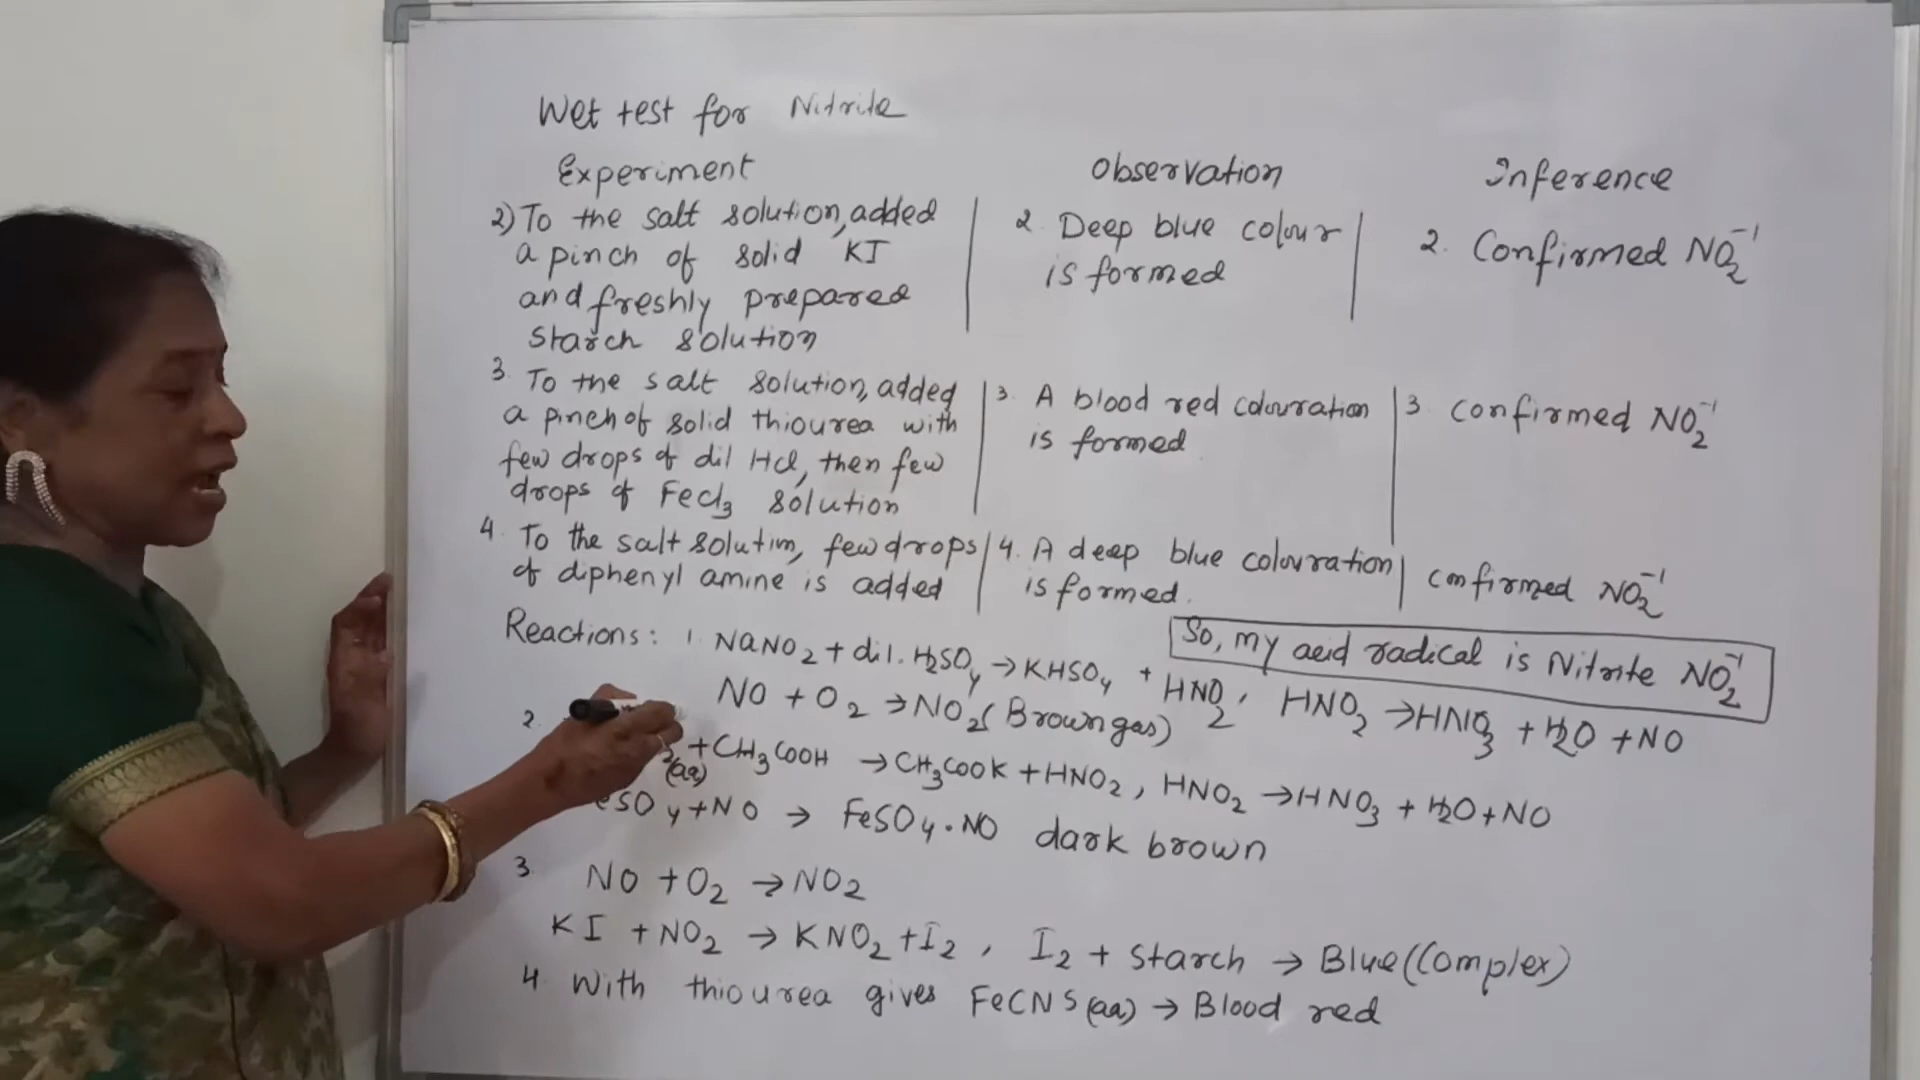 Wet test for Nitrite
Experiment Observation Inference
2) To the salt solution, added
a pinch of solid KI
and freshly prepared
starch solution
2. Deep blue colour
is formed
2. Confirmed NO₂⁻¹
3. To the salt solution, added
a pinch of solid thiourea with
few drops of dil HCl, then few
drops of FeCl₃ solution
3. A blood red colouration
is formed
3. confirmed NO₂⁻¹
4. To the salt solution, few drops
of diphenyl amine is added
4. A deep blue colouration
is formed.
confirmed NO₂⁻¹
So, my acid radical is Nitrite NO₂⁻¹
Reactions: 1. NaNO₂ + dil. H₂SO₄ → KHSO₄ + HNO₂, HNO₂ → HNO₃ + H₂O + NO
NO + O₂ → NO₂ (Brown gas)
2. + CH₃COOH → CH₃COOK + HNO₂, HNO₂ → HNO₃ + H₂O + NO
(aq)
eSO₄ + NO → FeSO₄·NO dark brown
3. NO + O₂ → NO₂
KI + NO₂ → KNO₂ + I₂, I₂ + Starch → Blue (Complex)
4. With thiourea gives FeCNS (aq) → Blood red